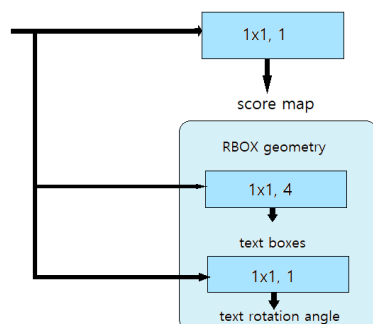 1x1, 1
score map
RBOX geometry
1x1, 4
text boxes
1x1, 1
text rotation angle